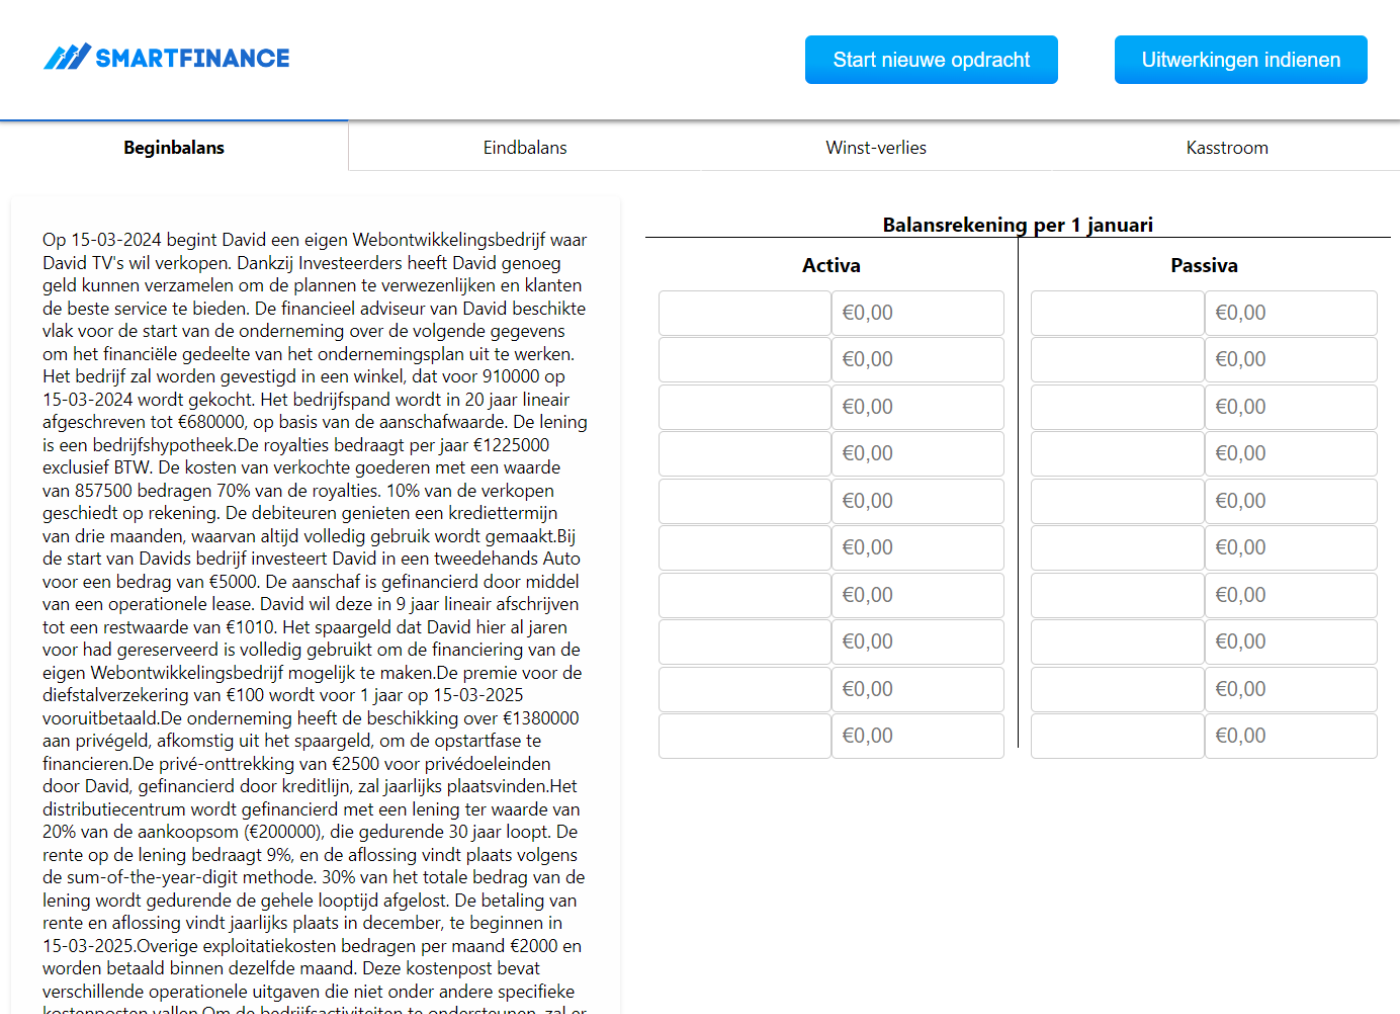 SMARTFINANCE
Start nieuwe opdracht
Uitwerkingen indienen
Beginbalans
Eindbalans
Winst-verlies
Kasstroom
Op 15-03-2024 begint David een eigen Webontwikkelingsbedrijf waar
David TV's wil verkopen. Dankzij Investeerders heeft David genoeg
geld kunnen verzamelen om de plannen te verwezenlijken en klanten
de beste service te bieden. De financieel adviseur van David beschikte
vlak voor de start van de onderneming over de volgende gegevens
om het financiële gedeelte van het ondernemingsplan uit te werken.
Het bedrijf zal worden gevestigd in een winkel, dat voor 910000 op
15-03-2024 wordt gekocht. Het bedrijfspand wordt in 20 jaar lineair
afgeschreven tot €680000, op basis van de aanschafwaarde. De lening
is een bedrijfshypotheek.De royalties bedraagt per jaar €1225000
exclusief BTW. De kosten van verkochte goederen met een waarde
van 857500 bedragen 70% van de royalties. 10% van de verkopen
geschiedt op rekening. De debiteuren genieten een krediettermijn
van drie maanden, waarvan altijd volledig gebruik wordt gemaakt.Bij
de start van Davids bedrijf investeert David in een tweedehands Auto
voor een bedrag van €5000. De aanschaf is gefinancierd door middel
van een operationele lease. David wil deze in 9 jaar lineair afschrijven
tot een restwaarde van €1010. Het spaargeld dat David hier al jaren
voor had gereserveerd is volledig gebruikt om de financiering van de
eigen Webontwikkelingsbedrijf mogelijk te maken.De premie voor de
diefstalverzekering van €100 wordt voor 1 jaar op 15-03-2025
vooruitbetaald.De onderneming heeft de beschikking over €1380000
aan privégeld, afkomstig uit het spaargeld, om de opstartfase te
financieren.De privé-onttrekking van €2500 voor privédoeleinden
door David, gefinancierd door kreditlijn, zal jaarlijks plaatsvinden.Het
distributiecentrum wordt gefinancierd met een lening ter waarde van
20% van de aankoopsom (€200000), die gedurende 30 jaar loopt. De
rente op de lening bedraagt 9%, en de aflossing vindt plaats volgens
de sum-of-the-year-digit methode. 30% van het totale bedrag van de
lening wordt gedurende de gehele looptijd afgelost. De betaling van
rente en aflossing vindt jaarlijks plaats in december, te beginnen in
15-03-2025.Overige exploitatiekosten bedragen per maand €2000 en
worden betaald binnen dezelfde maand. Deze kostenpost bevat
verschillende operationele uitgaven die niet onder andere specifieke
kostenposten vallen.Om de bedrijfsactiviteiten te ondersteunen, zal er
Balansrekening per 1 januari
Activa
Passiva
€0,00 €0,00
€0,00 €0,00
€0,00 €0,00
€0,00 €0,00
€0,00 €0,00
€0,00 €0,00
€0,00 €0,00
€0,00 €0,00
€0,00 €0,00
€0,00 €0,00